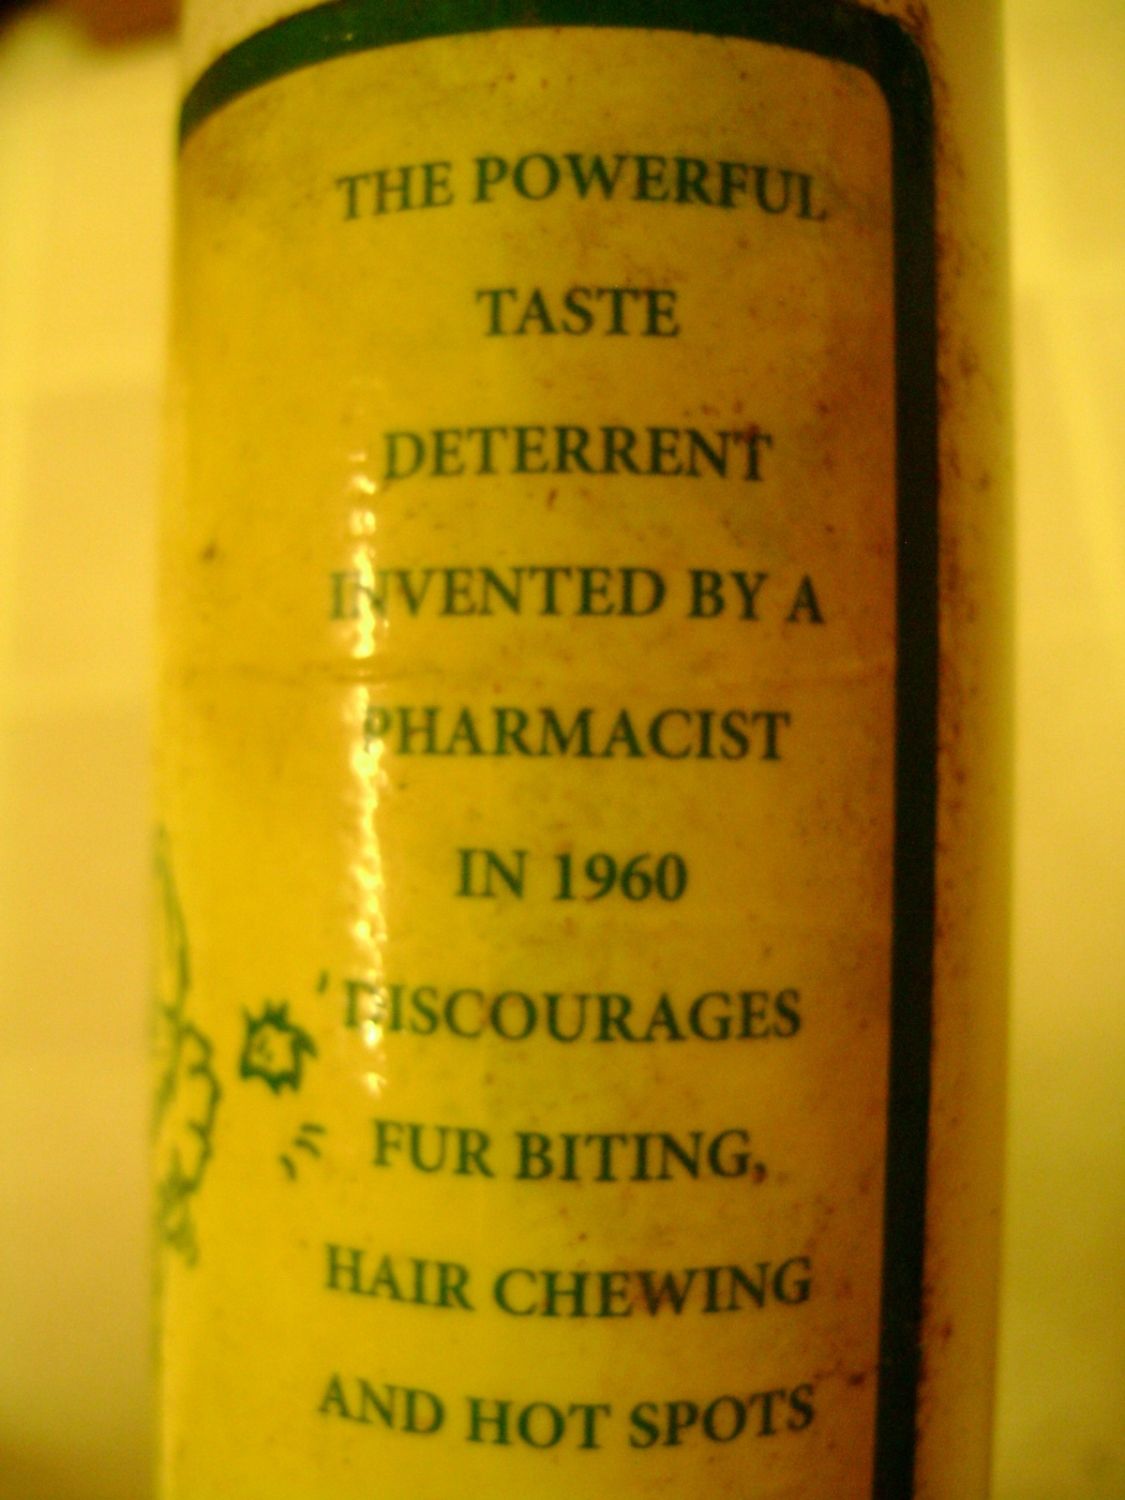 THE POWERFUL
TASTE
DETERRENT
INVENTED BY A
PHARMACIST
IN 1960
DISCOURAGES
FUR BITING,
HAIR CHEWING
AND HOT SPOTS